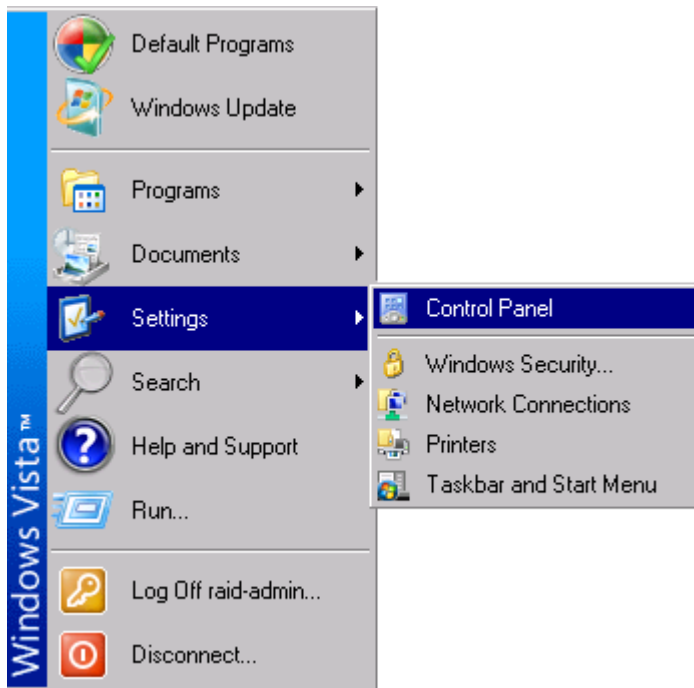 Default Programs
Windows Update
Programs
Documents
Settings
Search
Help and Support
Run...
Log Off raid-admin...
Disconnect...
Windows Vista™
Control Panel
Windows Security...
Network Connections
Printers
Taskbar and Start Menu